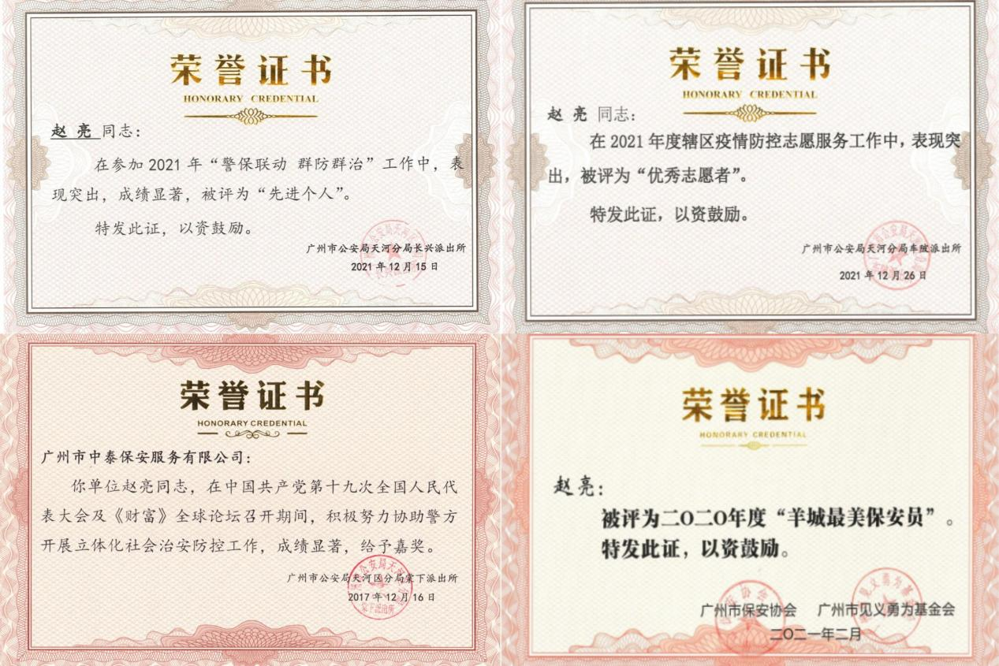 荣誉证书
HONORARY CREDENTIAL
赵 亮 同志：
在参加 2021 年“警保联动 群防群治”工作中，表
现突出，成绩显著，被评为“先进个人”。
特发此证，以资鼓励。
广州市公安局天河分局长兴派出所
2021 年 12 月 15 日
荣誉证书
HONORARY CREDENTIAL
赵 亮 同志：
在 2021 年度辖区疫情防控志愿服务工作中，表现突
出，被评为“优秀志愿者”。
特发此证，以资鼓励。
广州市公安局天河分局车陂派出所
2021 年 12 月 26 日
荣誉证书
HONORARY CREDENTIAL
广州市中泰保安服务有限公司：
你单位赵亮同志，在中国共产党第十九次全国人民代
表大会及《财富》全球论坛召开期间，积极努力协助警方
开展立体化社会治安防控工作，成绩显著，给予嘉奖。
广州市公安局天河区分局棠下派出所
2017 年 12 月 16 日
棠下派出所
荣誉证书
HONORARY CREDENTIAL
赵亮：
被评为二〇二〇年度“羊城最美保安员”。
特发此证，以资鼓励。
广州市保安协会 广州市见义勇为基金会
二〇二一年二月